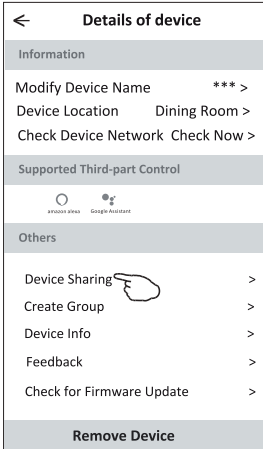 ← Details of device
Information
Modify Device Name *** >
Device Location Dining Room >
Check Device Network Check Now >
Supported Third-part Control
amazon alexa Google Assistant
Others
Device Sharing >
Create Group >
Device Info >
Feedback >
Check for Firmware Update >
Remove Device